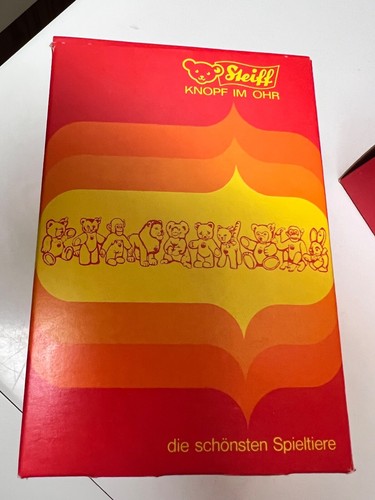 Steiff
KNOPF IM OHR
die schönsten Spieltiere